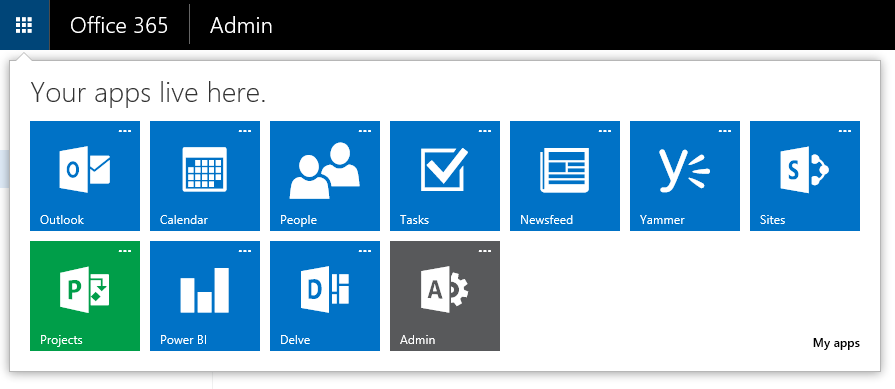 Office 365 Admin
Your apps live here.
Outlook Calendar People Tasks Newsfeed Yammer Sites
Projects Power BI Delve Admin My apps